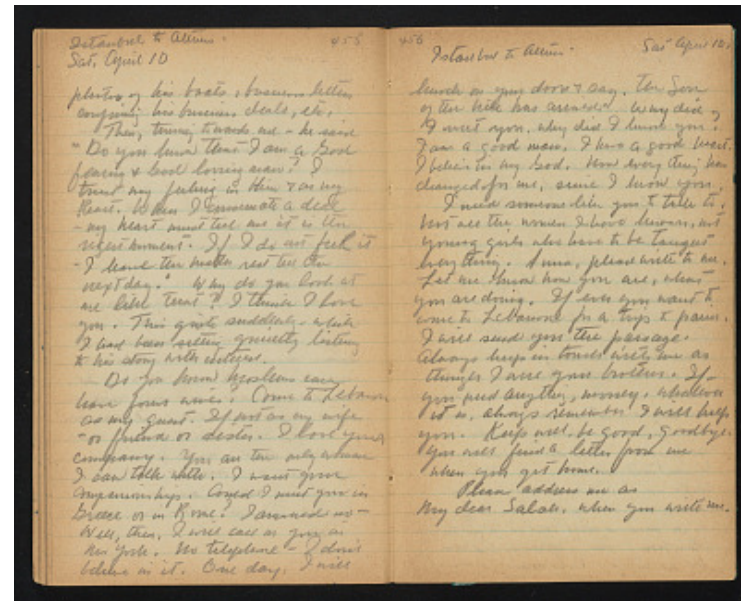 Istanbul to Athens.
455
Sat, April 10
photos of his boats, business letters
confirming his business deals, etc.
Then, turning towards me - he said
"Do you know that I am a God
fearing & God loving man? I
trust my feeling in Him & in my
Heart. When I consummate a deal
- my heart must tell me it is the
right moment. If I do not feel it
- I leave the matter rest till the
next day. Why do you look at
me like that? I think I love
you. This quite suddenly - while
I had been sitting quietly listening
to his story with interest.
Do you know Moslems may
have four wives. Come to Lebanon
as my guest. If not as my wife
- or friend or sister. I love your
company. You are the only woman
I can talk with. I want your
companionship. Could I meet you in
Greece or in Rome? I answered no -
Well, then, I will call on you in
New York. No telephone - I don't
believe in it. One day, I will
456
Istanbul to Athens.
Sat April 10.
knock on your door & say, the Son
of the has arrived. Why did
I meet you, why did I know you.
I am a good man. I have a good heart.
I believe in my God. Now every thing has
changed for me, since I know you.
I need someone like you to talk to.
Not all the women I have known, not
young girls who have to be taught
everything. Anna, please write to me.
Let me know how you are, what
you are doing. If ever you want to
come to Lebanon for a trip to
I will send you the passage.
Always keep in touch with me as
though I were your brother. If
you need anything, money, whatever
it is, always remember I will help
you. Keep well, be good, goodbye.
You will find a letter from me
when you get home.
Please address me as
My dear Salah, when you write me.